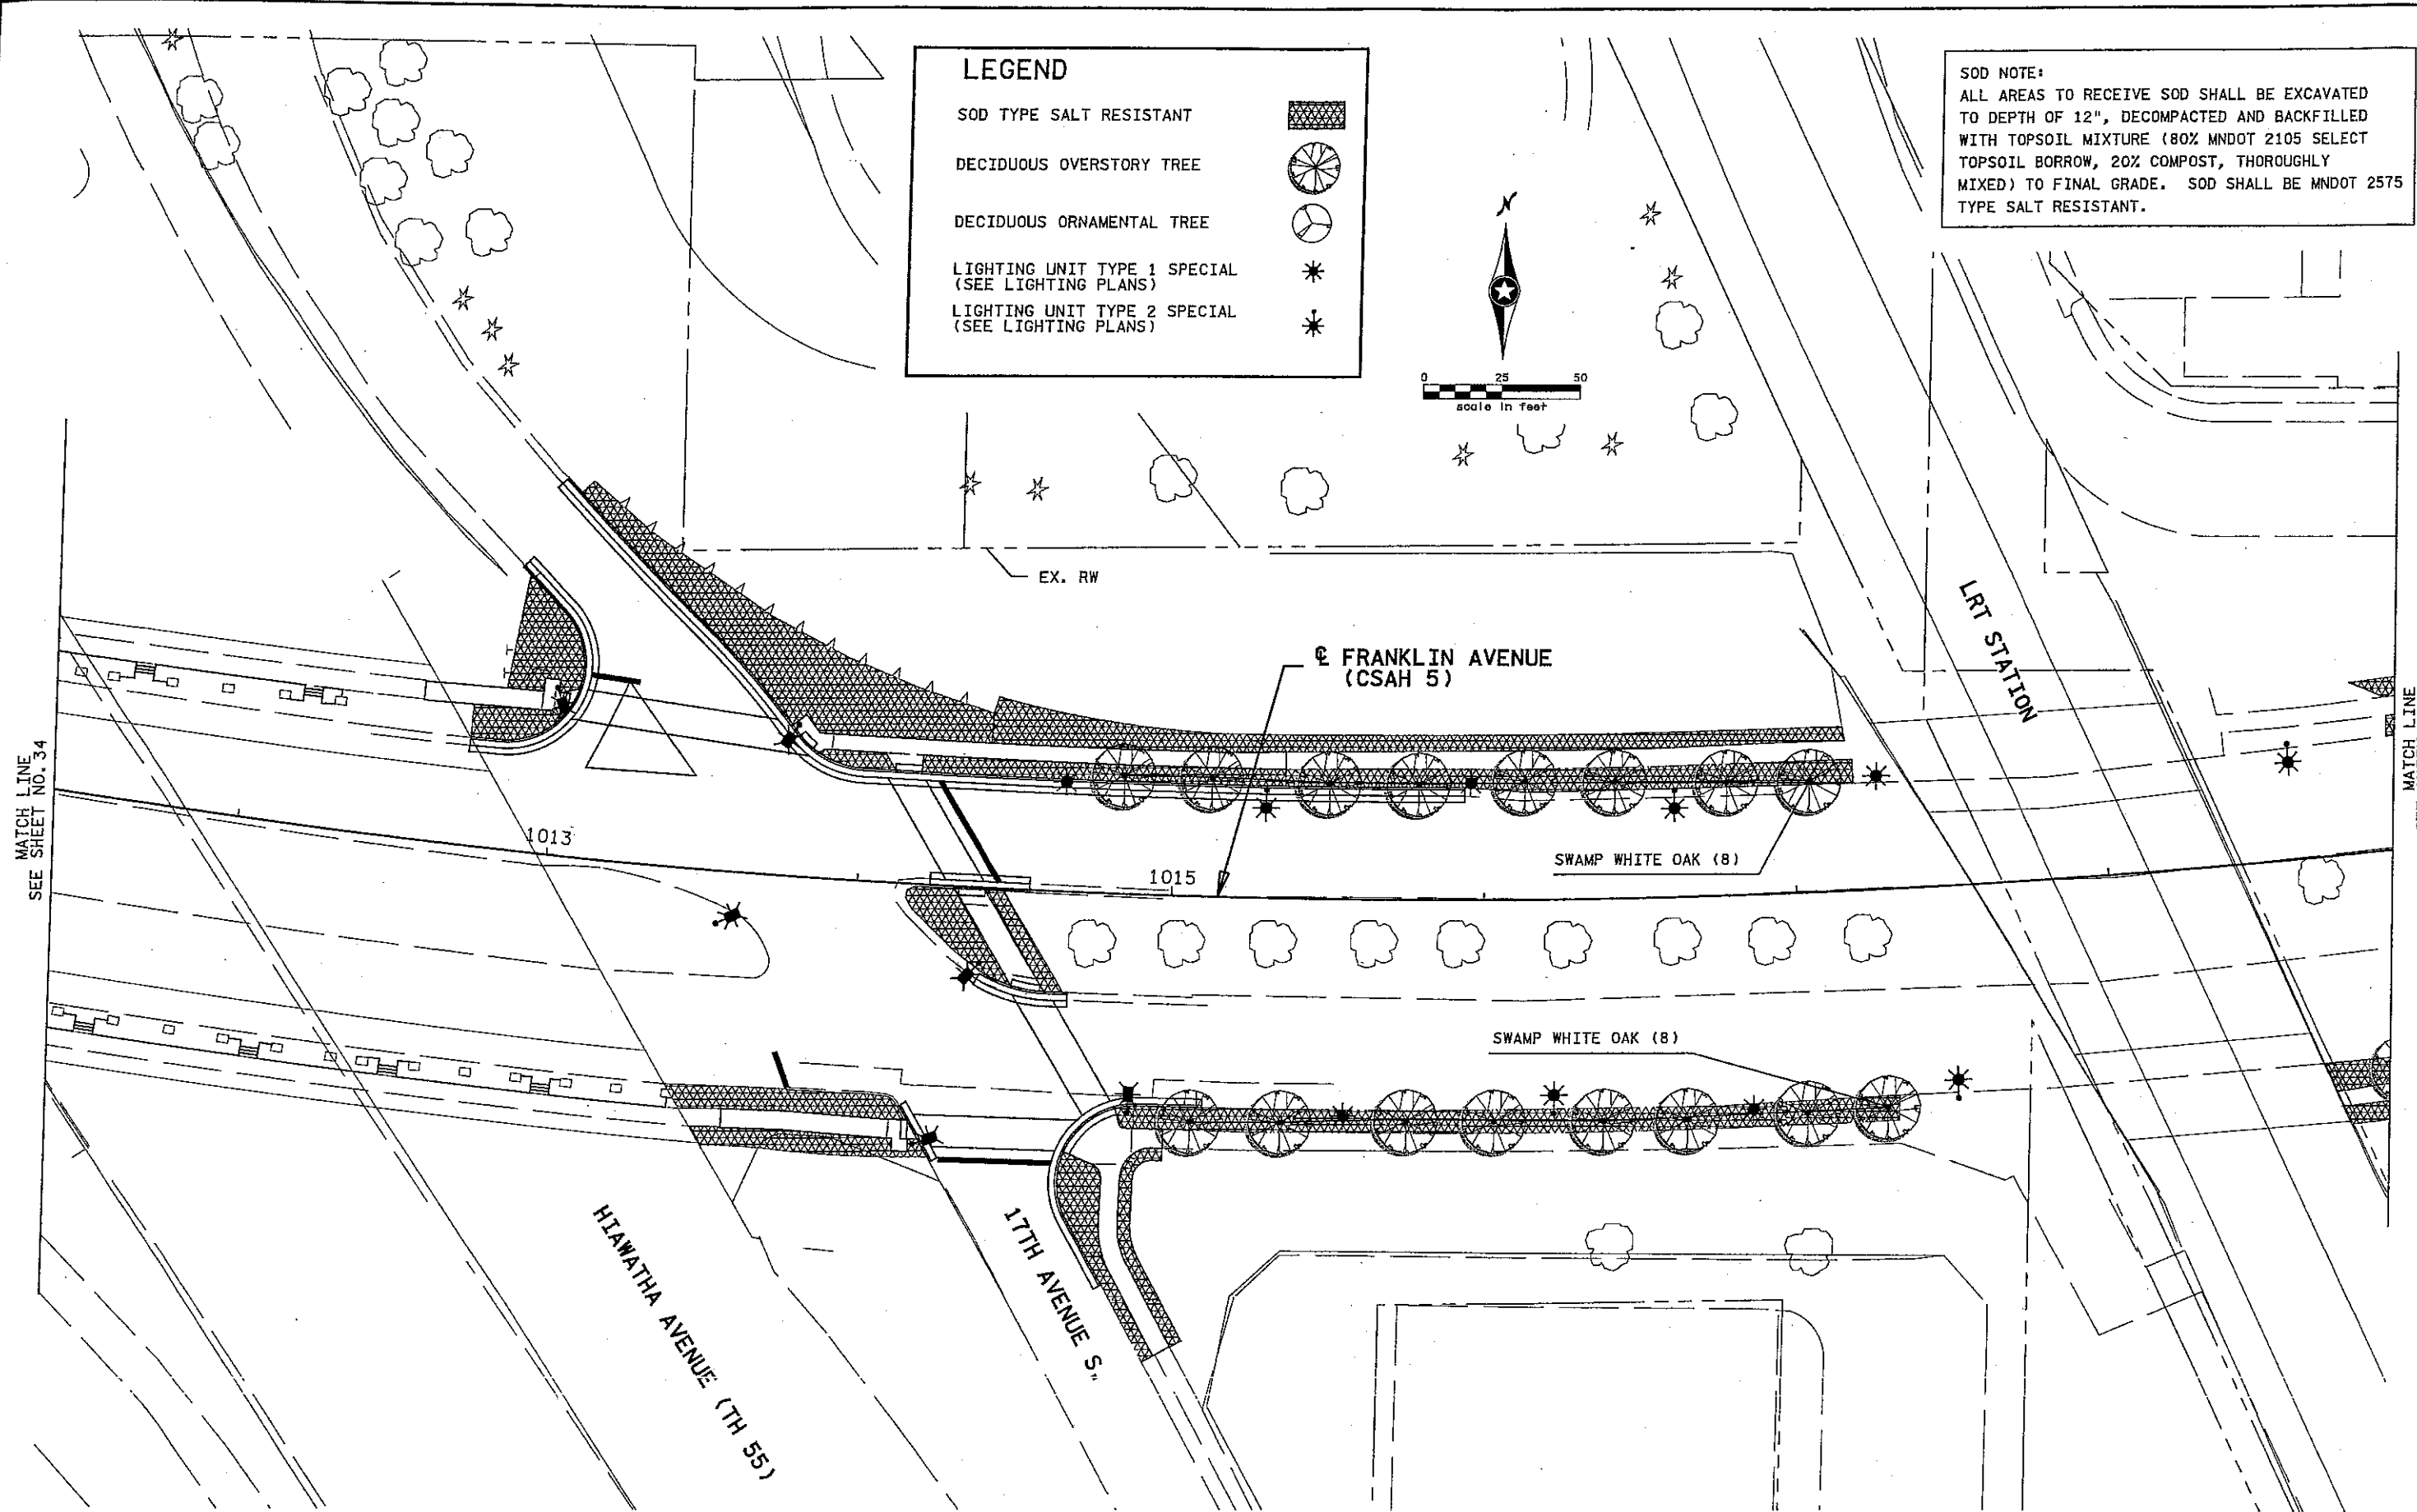 LEGEND
SOD TYPE SALT RESISTANT
DECIDUOUS OVERSTORY TREE
DECIDUOUS ORNAMENTAL TREE
LIGHTING UNIT TYPE 1 SPECIAL
(SEE LIGHTING PLANS)
LIGHTING UNIT TYPE 2 SPECIAL
(SEE LIGHTING PLANS)
SOD NOTE:
ALL AREAS TO RECEIVE SOD SHALL BE EXCAVATED
TO DEPTH OF 12", DECOMPACTED AND BACKFILLED
WITH TOPSOIL MIXTURE (80% MNDOT 2105 SELECT
TOPSOIL BORROW, 20% COMPOST, THOROUGHLY
MIXED) TO FINAL GRADE. SOD SHALL BE MNDOT 2575
TYPE SALT RESISTANT.
N
0 25 50
scale in feet
EX. RW
℄ FRANKLIN AVENUE
(CSAH 5)
LRT STATION
MATCH LINE
SEE SHEET NO. 34
MATCH LINE
1013
1015
SWAMP WHITE OAK (8)
SWAMP WHITE OAK (8)
HIAWATHA AVENUE (TH 55)
17TH AVENUE S.